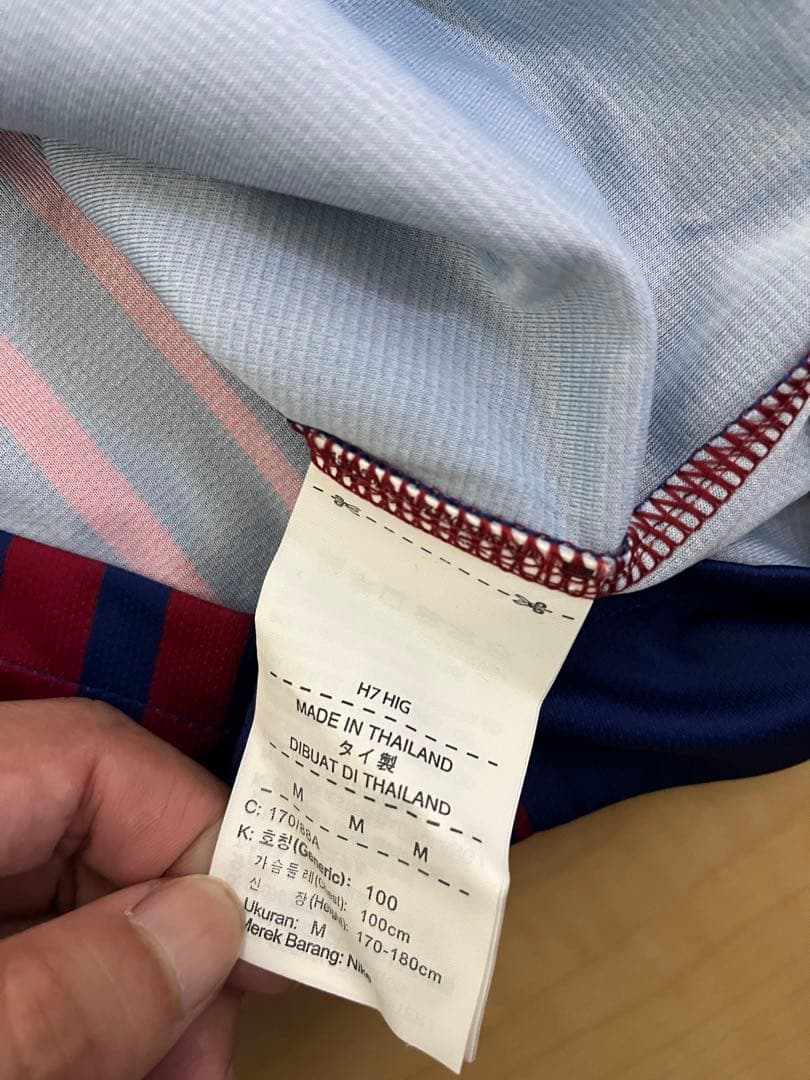 H7 HIG
MADE IN THAILAND
タイ製
DIBUAT DI THAILAND
M M M
C: 170/88A
K: 호칭(Generic): 100
가슴둘레(Chest): 100cm
신 장(Height): 170-180cm
Ukuran: M
Merek Barang: Nike